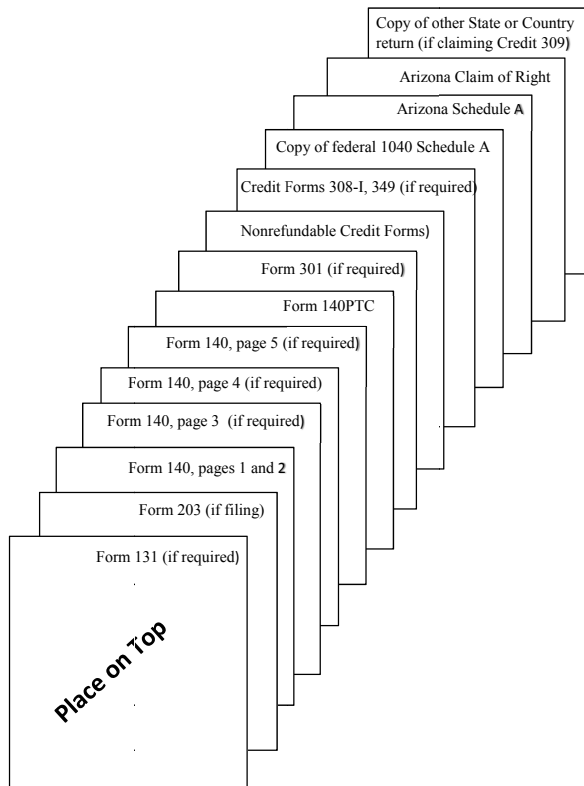 Copy of other State or Country
return (if claiming Credit 309)
Arizona Claim of Right
Arizona Schedule A
Copy of federal 1040 Schedule A
Credit Forms 308-I, 349 (if required)
Nonrefundable Credit Forms)
Form 301 (if required)
Form 140PTC
Form 140, page 5 (if required)
Form 140, page 4 (if required)
Form 140, page 3 (if required)
Form 140, pages 1 and 2
Form 203 (if filing)
Form 131 (if required)
Place on Top